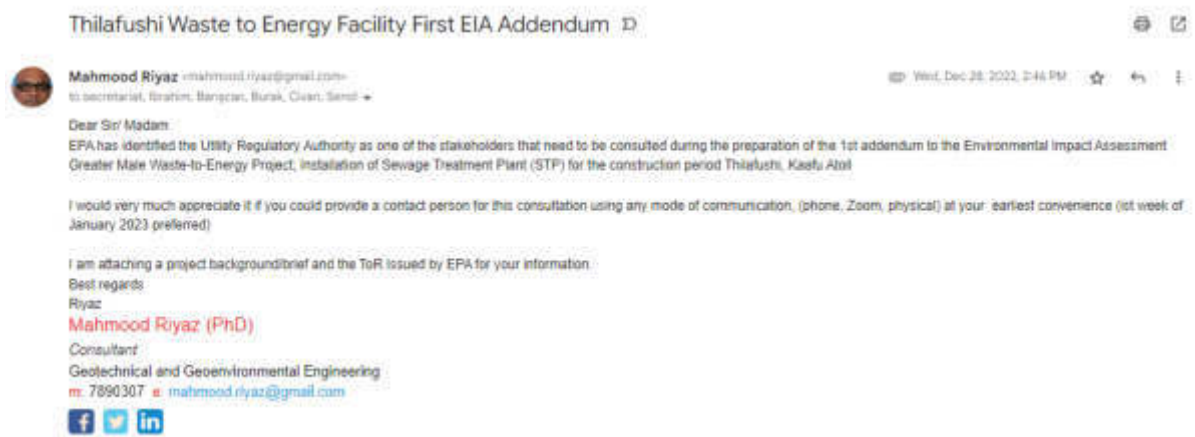 Thilafushi Waste to Energy Facility First EIA Addendum
Mahmood Riyaz <mahmood.riyaz@gmail.com>
Wed, Dec 28, 2022, 2:46 PM
to secretariat, Ibrahim, Bangcan, Burak, Civan, Senol
Dear Sir/ Madam
EPA has identified the Utility Regulatory Authority as one of the stakeholders that need to be consulted during the preparation of the 1st addendum to the Environmental Impact Assessment
Greater Male Waste-to-Energy Project, installation of Sewage Treatment Plant (STP) for the construction period Thilafushi, Kaafu Atoll
I would very much appreciate it if you could provide a contact person for this consultation using any mode of communication, (phone, Zoom, physical) at your earliest convenience (Ist week of
January 2023 preferred)
I am attaching a project background/brief and the ToR issued by EPA for your information
Best regards
Riyaz
Mahmood Riyaz (PhD)
Consultant
Geotechnical and Geoenvironmental Engineering
m: 7890307 e: mahmood.riyaz@gmail.com
f in